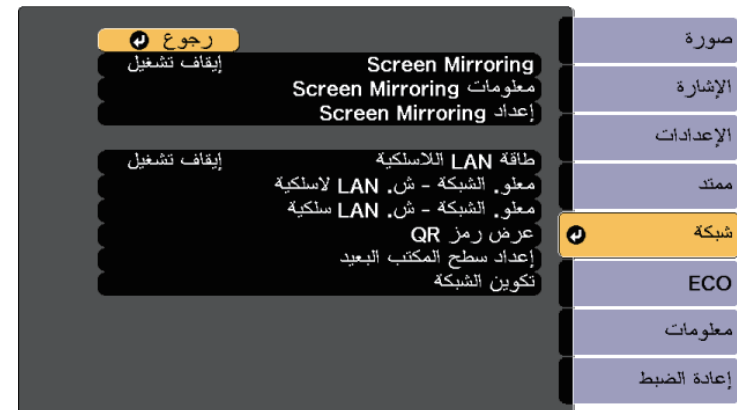 صورة
الإشارة
الإعدادات
ممتد
شبكة
ECO
معلومات
إعادة الضبط
رجوع
Screen Mirroring إيقاف تشغيل
معلومات Screen Mirroring
إعداد Screen Mirroring
طاقة LAN اللاسلكية إيقاف تشغيل
معلو. الشبكة - ش. LAN لاسلكية
معلو. الشبكة - ش. LAN سلكية
عرض رمز QR
إعداد سطح المكتب البعيد
تكوين الشبكة